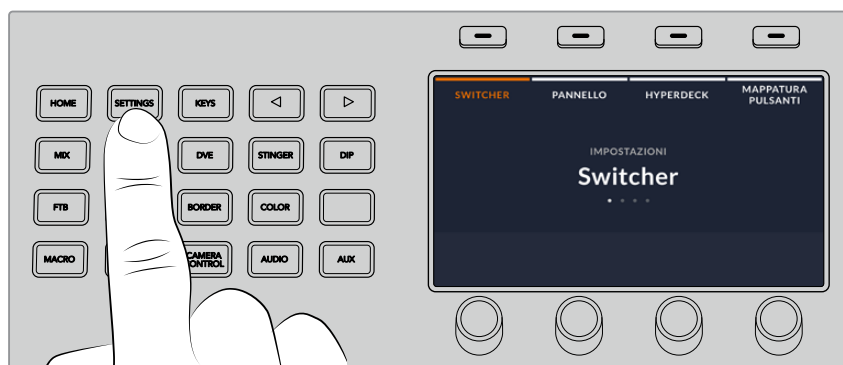 SWITCHER PANNELLO HYPERDECK MAPPATURA
PULSANTI
HOME SETTINGS KEYS
IMPOSTAZIONI
MIX DVE STINGER DIP
Switcher
FTB BORDER COLOR
MACRO CAMERA CONTROL AUDIO AUX